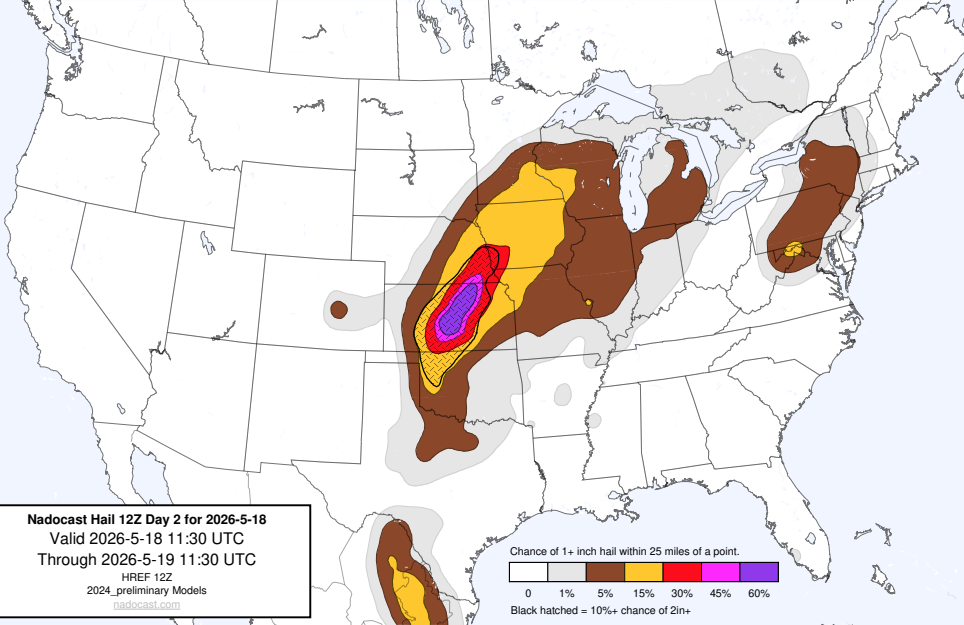 Nadocast Hail 12Z Day 2 for 2026-5-18
Valid 2026-5-18 11:30 UTC
Through 2026-5-19 11:30 UTC
HREF 12Z
2024_preliminary Models
nadocast.com
Chance of 1+ inch hail within 25 miles of a point.
0 1% 5% 15% 30% 45% 60%
Black hatched = 10%+ chance of 2in+